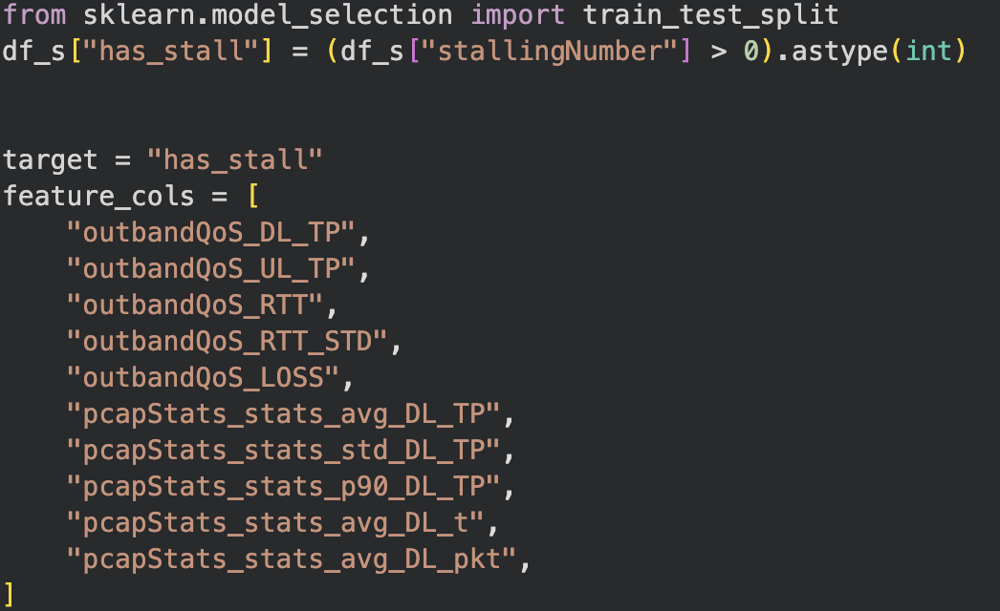 from sklearn.model_selection import train_test_split
df_s["has_stall"] = (df_s["stallingNumber"] > 0).astype(int)
target = "has_stall"
feature_cols = [
    "outbandQoS_DL_TP",
    "outbandQoS_UL_TP",
    "outbandQoS_RTT",
    "outbandQoS_RTT_STD",
    "outbandQoS_LOSS",
    "pcapStats_stats_avg_DL_TP",
    "pcapStats_stats_std_DL_TP",
    "pcapStats_stats_p90_DL_TP",
    "pcapStats_stats_avg_DL_t",
    "pcapStats_stats_avg_DL_pkt",
]